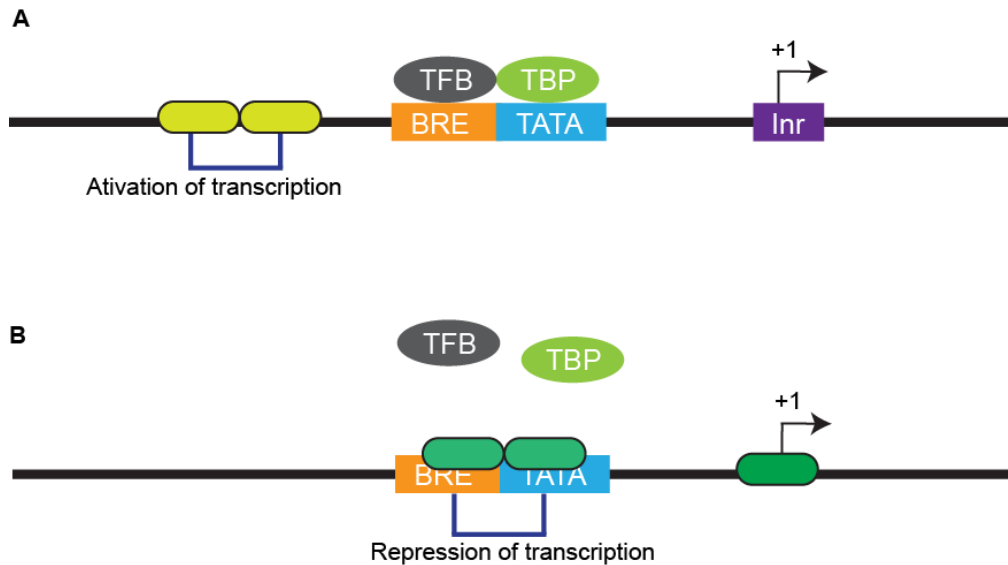 A
+1
TFB TBP
BRE TATA Inr
Ativation of transcription
B
TFB
TBP
+1
BRE TATA
Repression of transcription